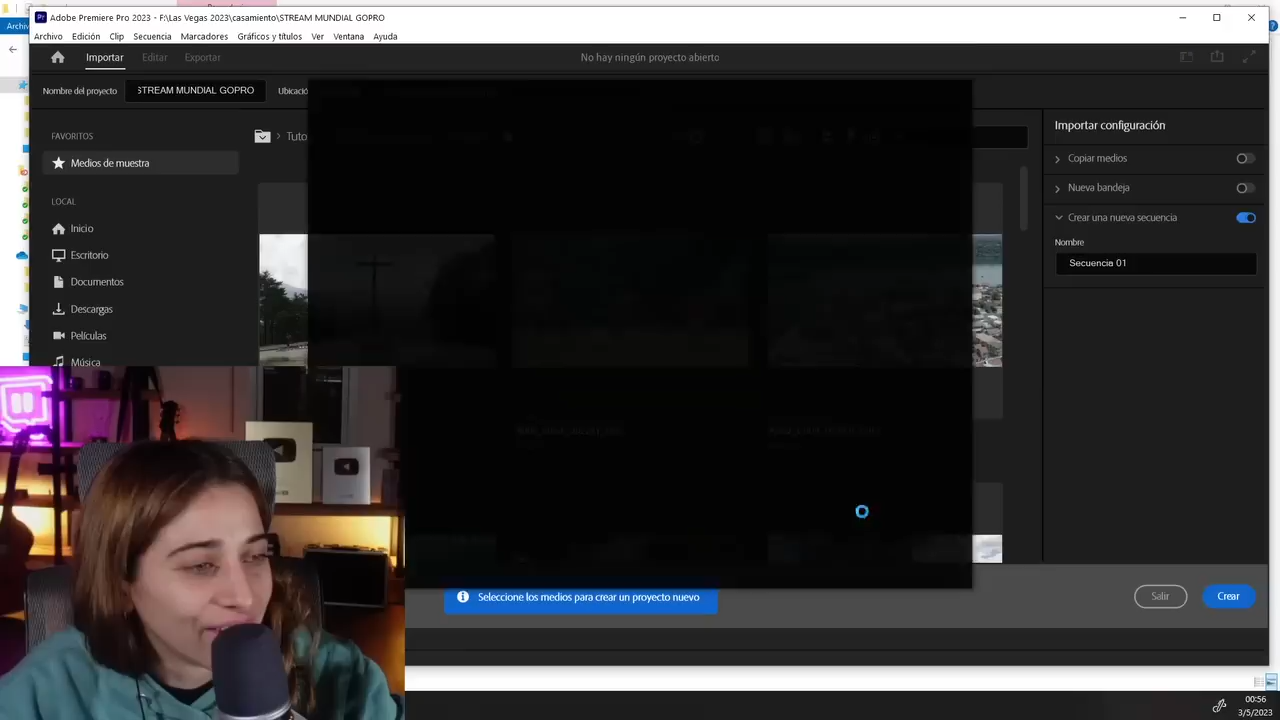 Adobe Premiere Pro 2023 - F:\Las Vegas 2023\casamiento\STREAM MUNDIAL GOPRO
Archiv
Archivo Edición Clip Secuencia Marcadores Gráficos y títulos Ver Ventana Ayuda
Importar Editar Exportar No hay ningún proyecto abierto
Nombre del proyecto STREAM MUNDIAL GOPRO Ubicació
FAVORITOS
Medios de muestra
LOCAL
Inicio
Escritorio
Documentos
Descargas
Películas
Música
Tuto
Importar configuración
Copiar medios
Nueva bandeja
Crear una nueva secuencia
Nombre
Secuencia 01
Seleccione los medios para crear un proyecto nuevo
Salir Crear
00:56
3/5/2023